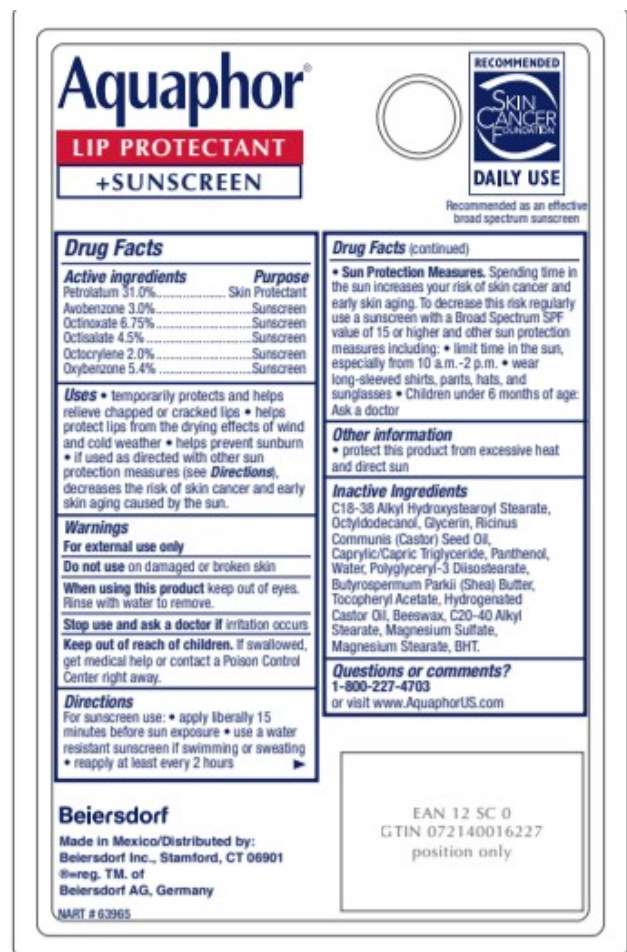 Aquaphor®
LIP PROTECTANT
+SUNSCREEN
RECOMMENDED
SKIN
CANCER
FOUNDATION
DAILY USE
Recommended as an effective
broad spectrum sunscreen
Drug Facts
Active ingredients Purpose
Petrolatum 31.0%..................... Skin Protectant
Avobenzone 3.0%.............................Sunscreen
Octinoxate 6.75%............................Sunscreen
Octisalate 4.5% ...............................Sunscreen
Octocrylene 2.0% ............................Sunscreen
Oxybenzone 5.4% ............................Sunscreen
Uses • temporarily protects and helps
relieve chapped or cracked lips • helps
protect lips from the drying effects of wind
and cold weather • helps prevent sunburn
• if used as directed with other sun
protection measures (see Directions),
decreases the risk of skin cancer and early
skin aging caused by the sun.
Warnings
For external use only
Do not use on damaged or broken skin
When using this product keep out of eyes.
Rinse with water to remove.
Stop use and ask a doctor if irritation occurs
Keep out of reach of children. If swallowed,
get medical help or contact a Poison Control
Center right away.
Directions
For sunscreen use: • apply liberally 15
minutes before sun exposure • use a water
resistant sunscreen if swimming or sweating
• reapply at least every 2 hours
Drug Facts (continued)
• Sun Protection Measures. Spending time in
the sun increases your risk of skin cancer and
early skin aging. To decrease this risk regularly
use a sunscreen with a Broad Spectrum SPF
value of 15 or higher and other sun protection
measures including: • limit time in the sun,
especially from 10 a.m.-2 p.m. • wear
long-sleeved shirts, pants, hats, and
sunglasses • Children under 6 months of age:
Ask a doctor
Other information
• protect this product from excessive heat
and direct sun
Inactive Ingredients
C18-38 Alkyl Hydroxystearoyl Stearate,
Octyldodecanol, Glycerin, Ricinus
Communis (Castor) Seed Oil,
Caprylic/Capric Triglyceride, Panthenol,
Water, Polyglyceryl-3 Diisostearate,
Butyrospermum Parkii (Shea) Butter,
Tocopheryl Acetate, Hydrogenated
Castor Oil, Beeswax, C20-40 Alkyl
Stearate, Magnesium Sulfate,
Magnesium Stearate, BHT.
Questions or comments?
1-800-227-4703
or visit www.AquaphorUS.com
Beiersdorf
Made in Mexico/Distributed by:
Beiersdorf Inc., Stamford, CT 06901
®=reg. TM. of
Beiersdorf AG, Germany
NART # 63965
EAN 12 SC 0
GTIN 072140016227
position only